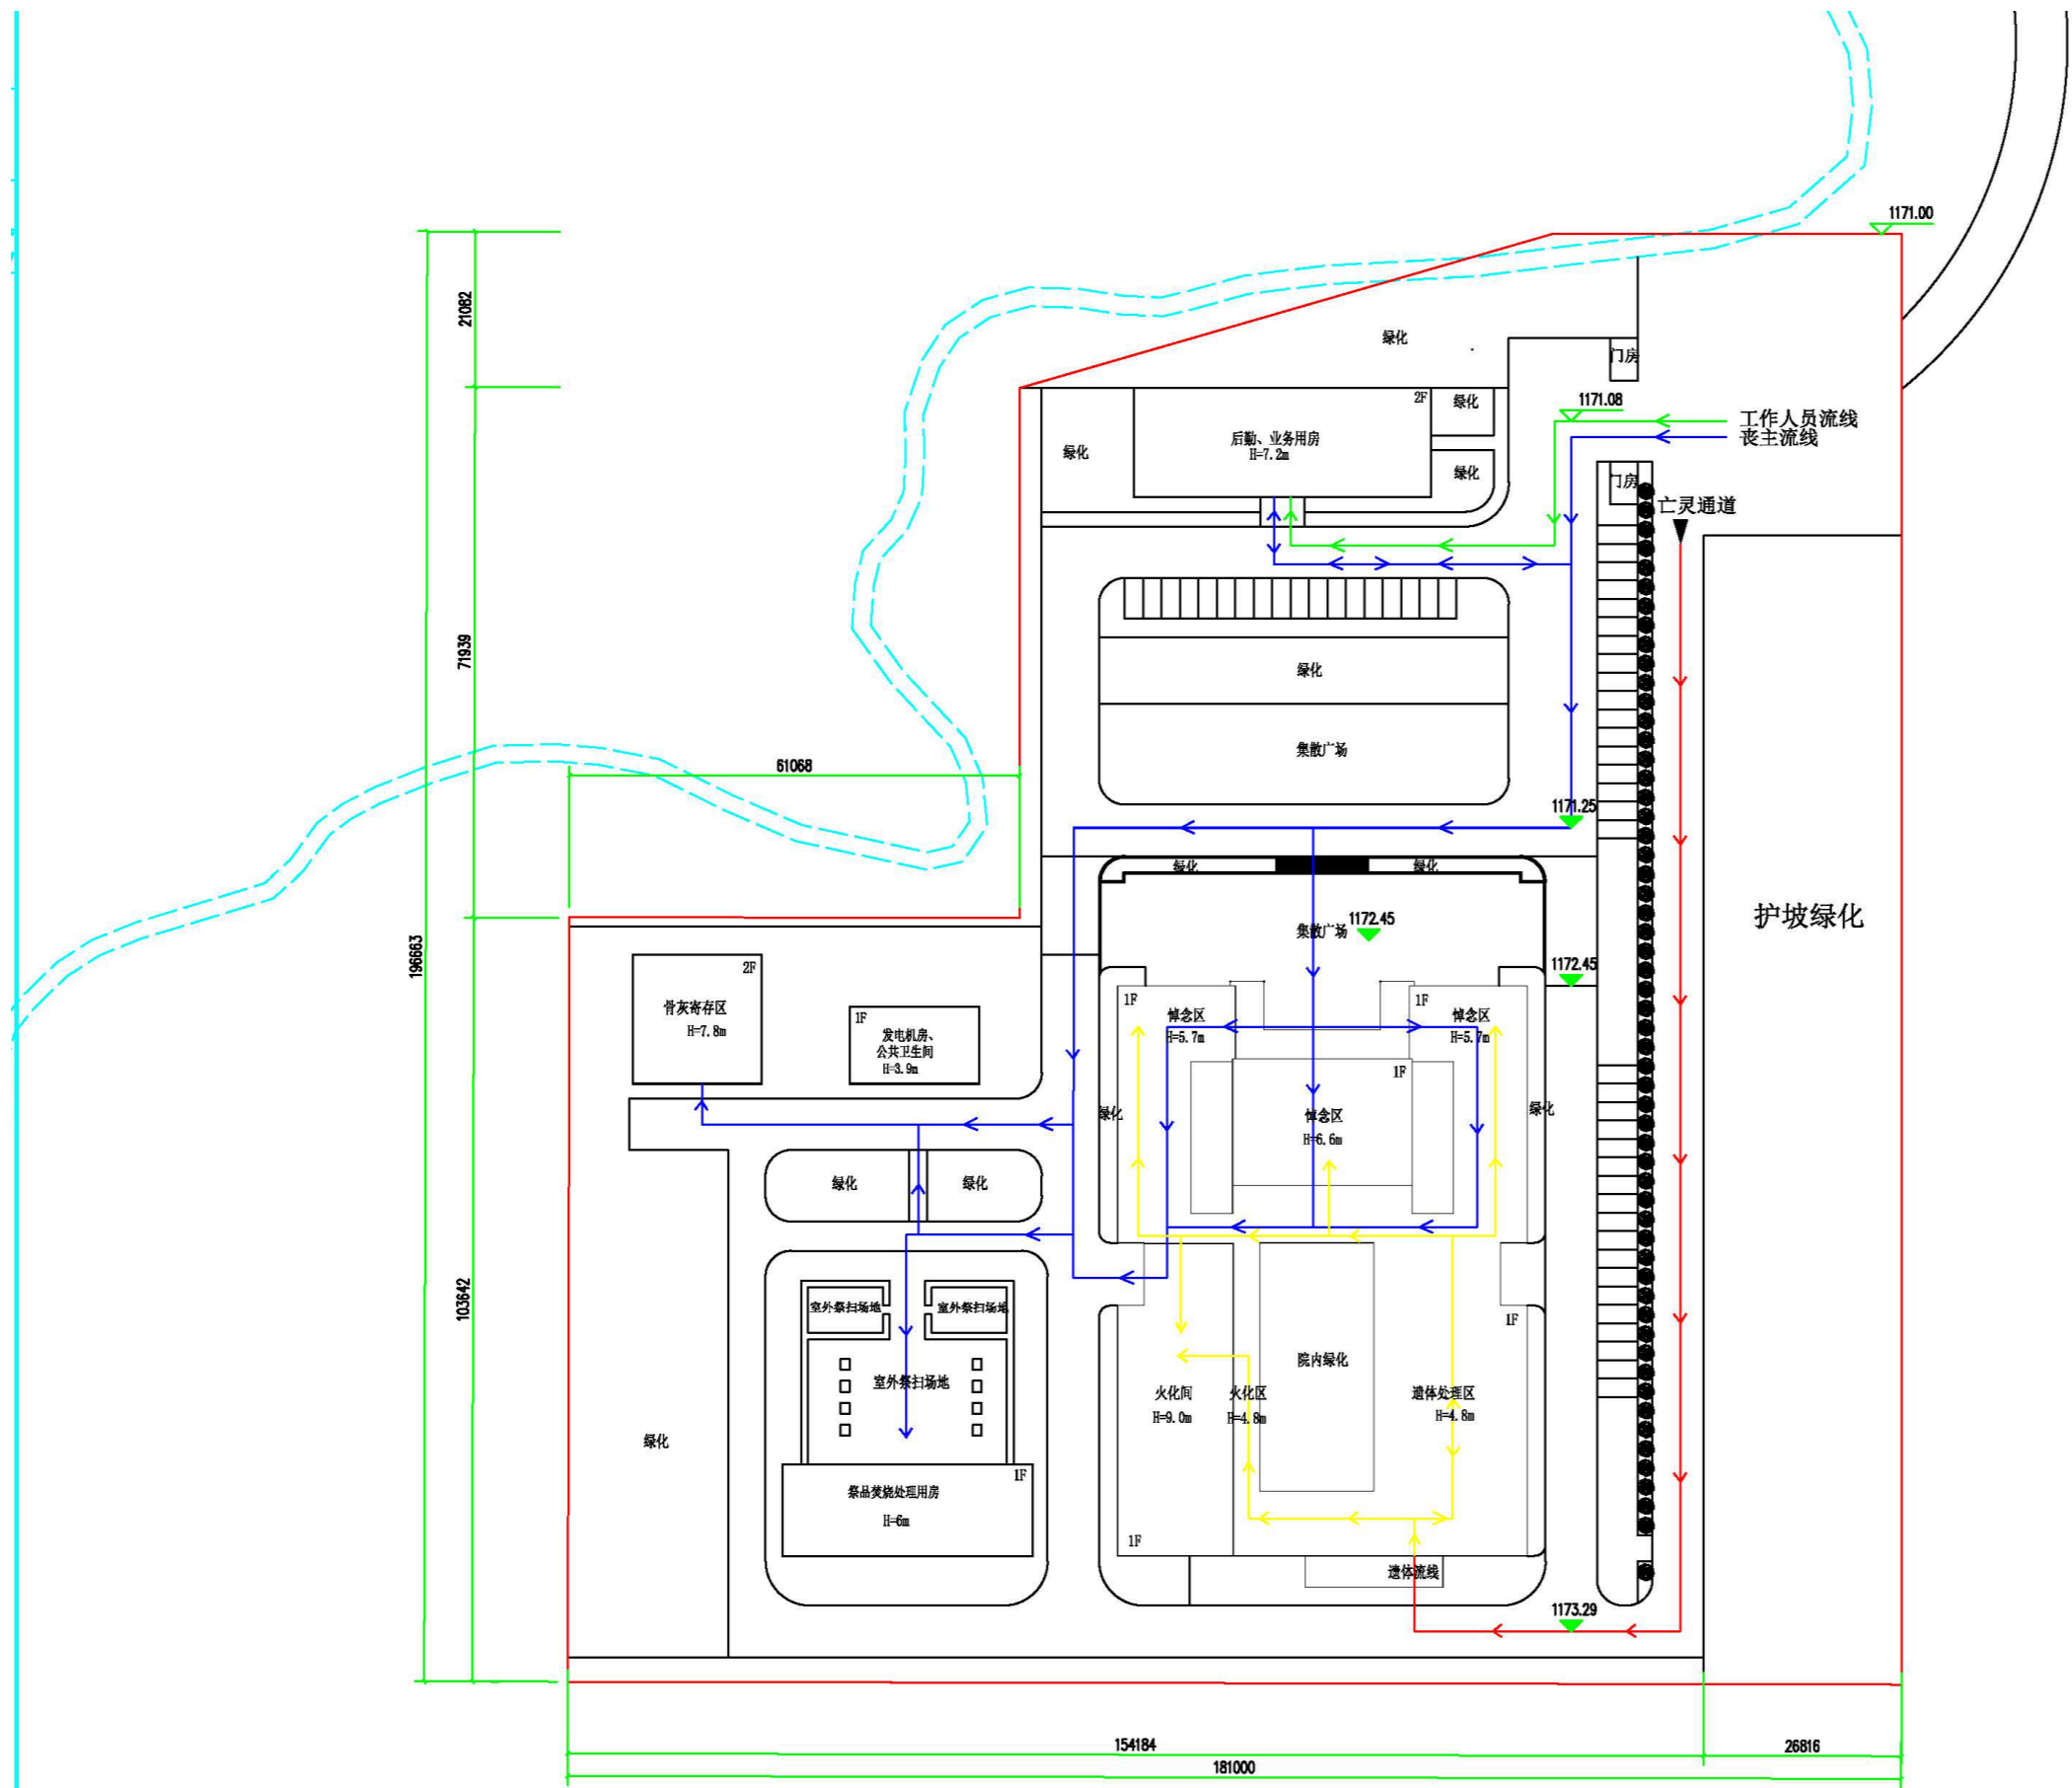 1171.00
21082
绿化
门房
1171.08
2F
绿化
工作人员流线
丧主流线
后勤、业务用房
H=7.2m
绿化
绿化
门房
亡灵通道
71939
绿化
集散广场
61068
1171.25
绿化
绿化
护坡绿化
1172.45
集散广场
196663
1172.45
2F
骨灰寄存区
H=7.8m
1F
发电机房、
公共卫生间
H=3.9m
1F
悼念区
H=5.7m
1F
悼念区
H=5.7m
1F
绿化
悼念区
H=6.6m
绿化
绿化
绿化
103642
室外祭扫场地
室外祭扫场地
1F
室外祭扫场地
院内绿化
火化间
H=9.0m
火化区
H=4.8m
遗体处理区
H=4.8m
绿化
1F
祭品焚烧处理用房
H=6m
1F
遗体流线
1173.29
154184
26816
181000